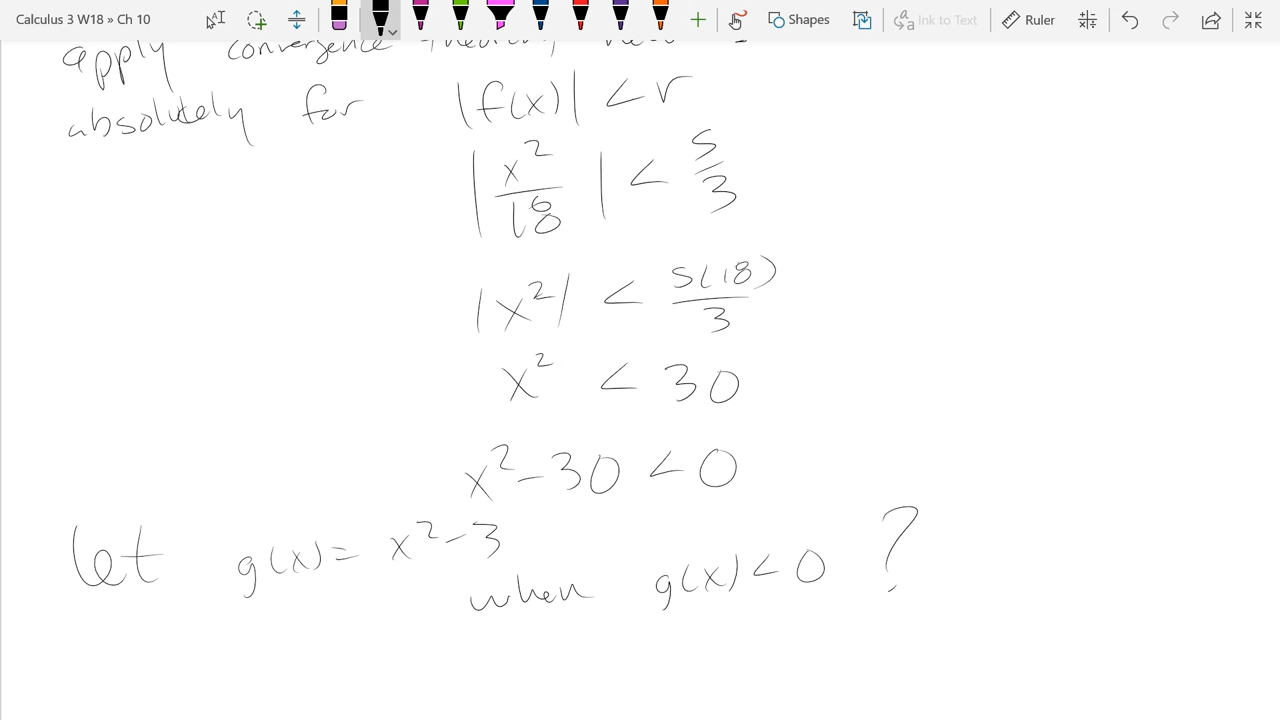 Calculus 3 W18 » Ch 10
Ink to Text
Shapes
Ruler
apply convergence
absolutely for |f(x)| < r
|x²/18| < 5/3
|x²| < 5(18)/3
x² < 30
x²-30 < 0
let g(x) = x²-3
when g(x) < 0 ?